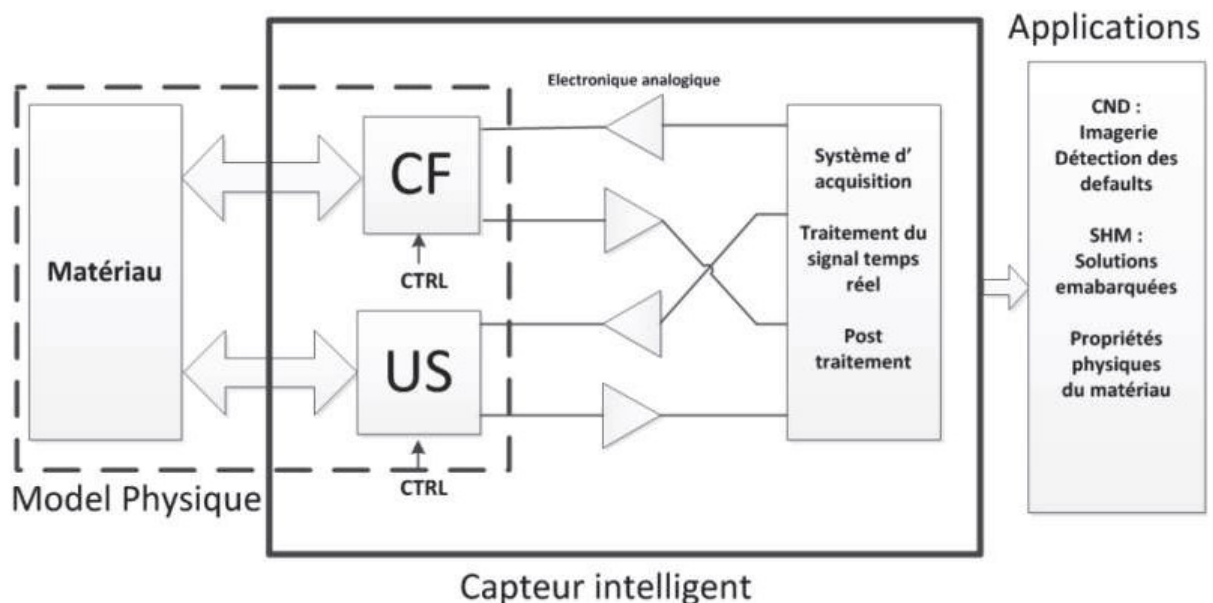 Applications
Electronique analogique
Matériau
CF
CTRL
US
CTRL
Système d'
acquisition
Traitement du
signal temps
réel
Post
traitement
CND :
Imagerie
Détection des
defaults
SHM :
Solutions
emabarquées
Propriétés
physiques
du matériau
Model Physique
Capteur intelligent